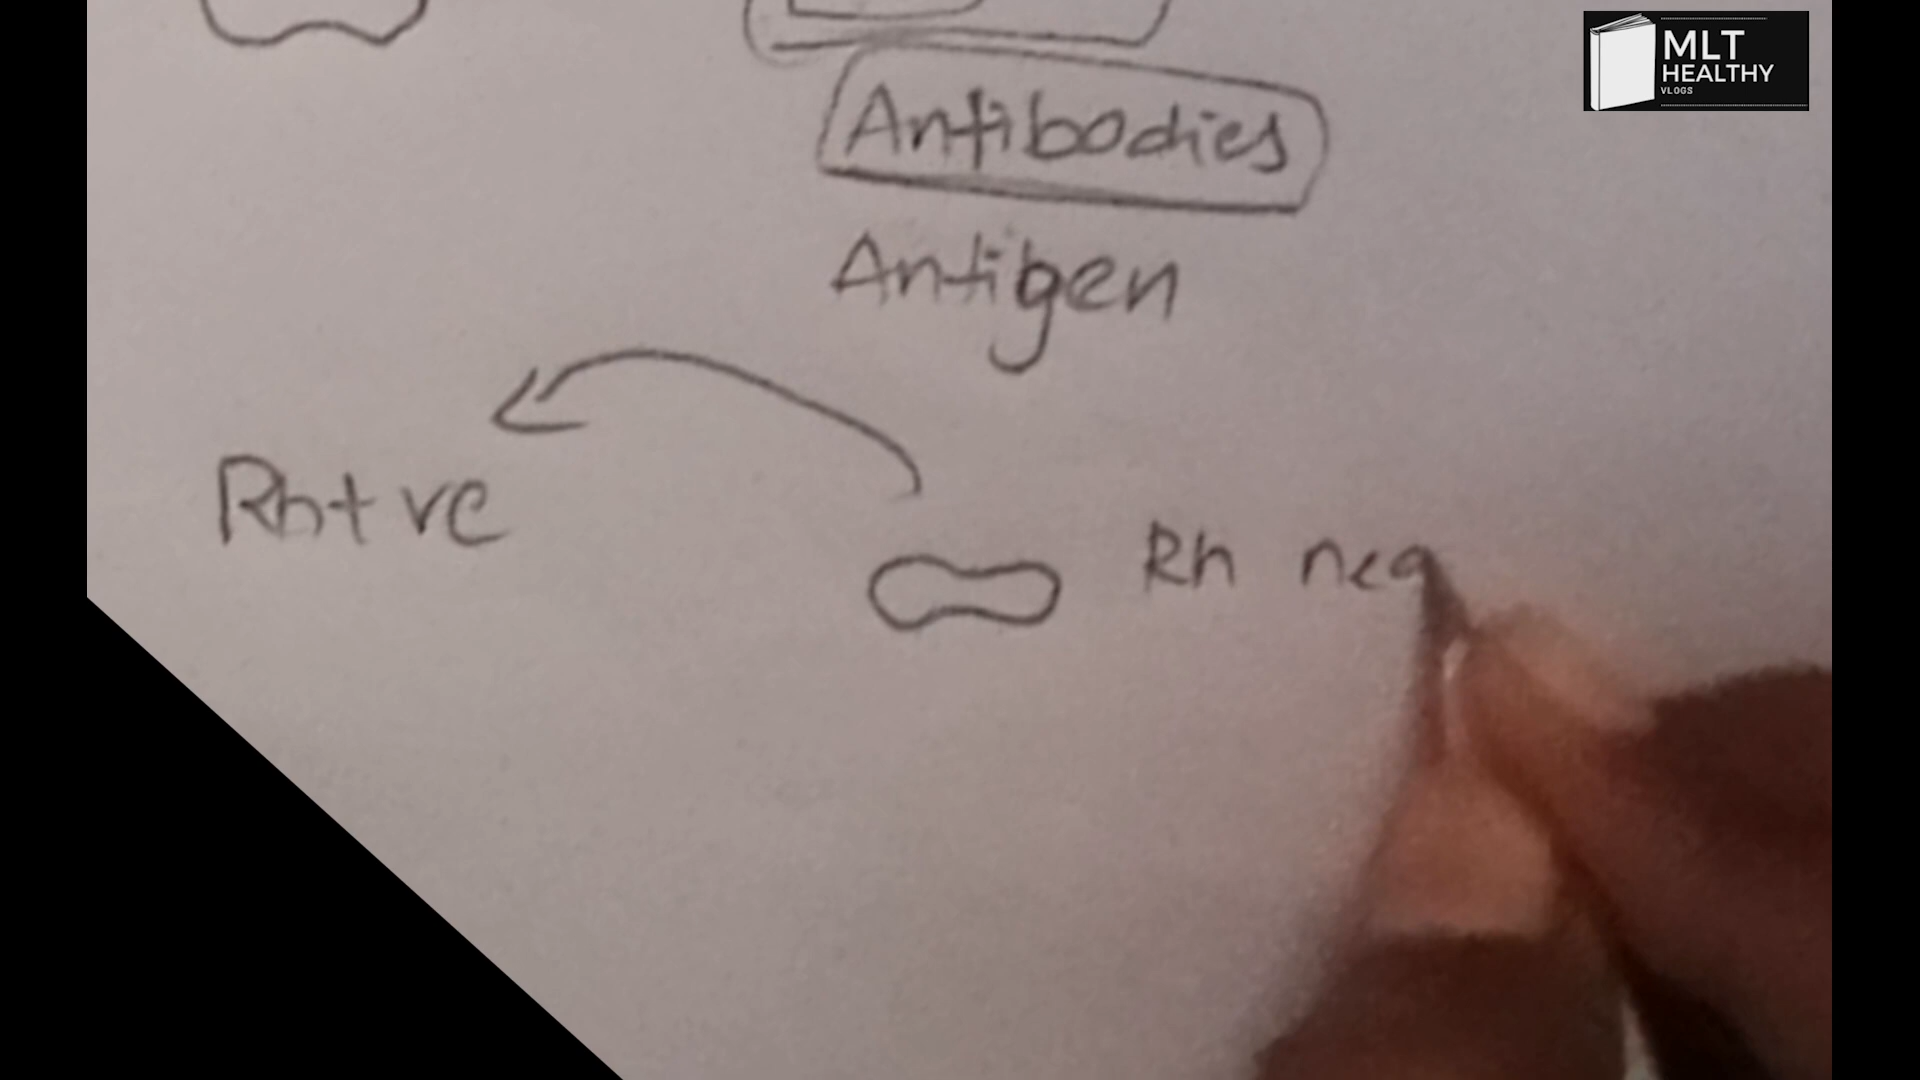 MLT
HEALTHY
VLOGS
Antibodies
Antigen
Rh+ve
Rh neg